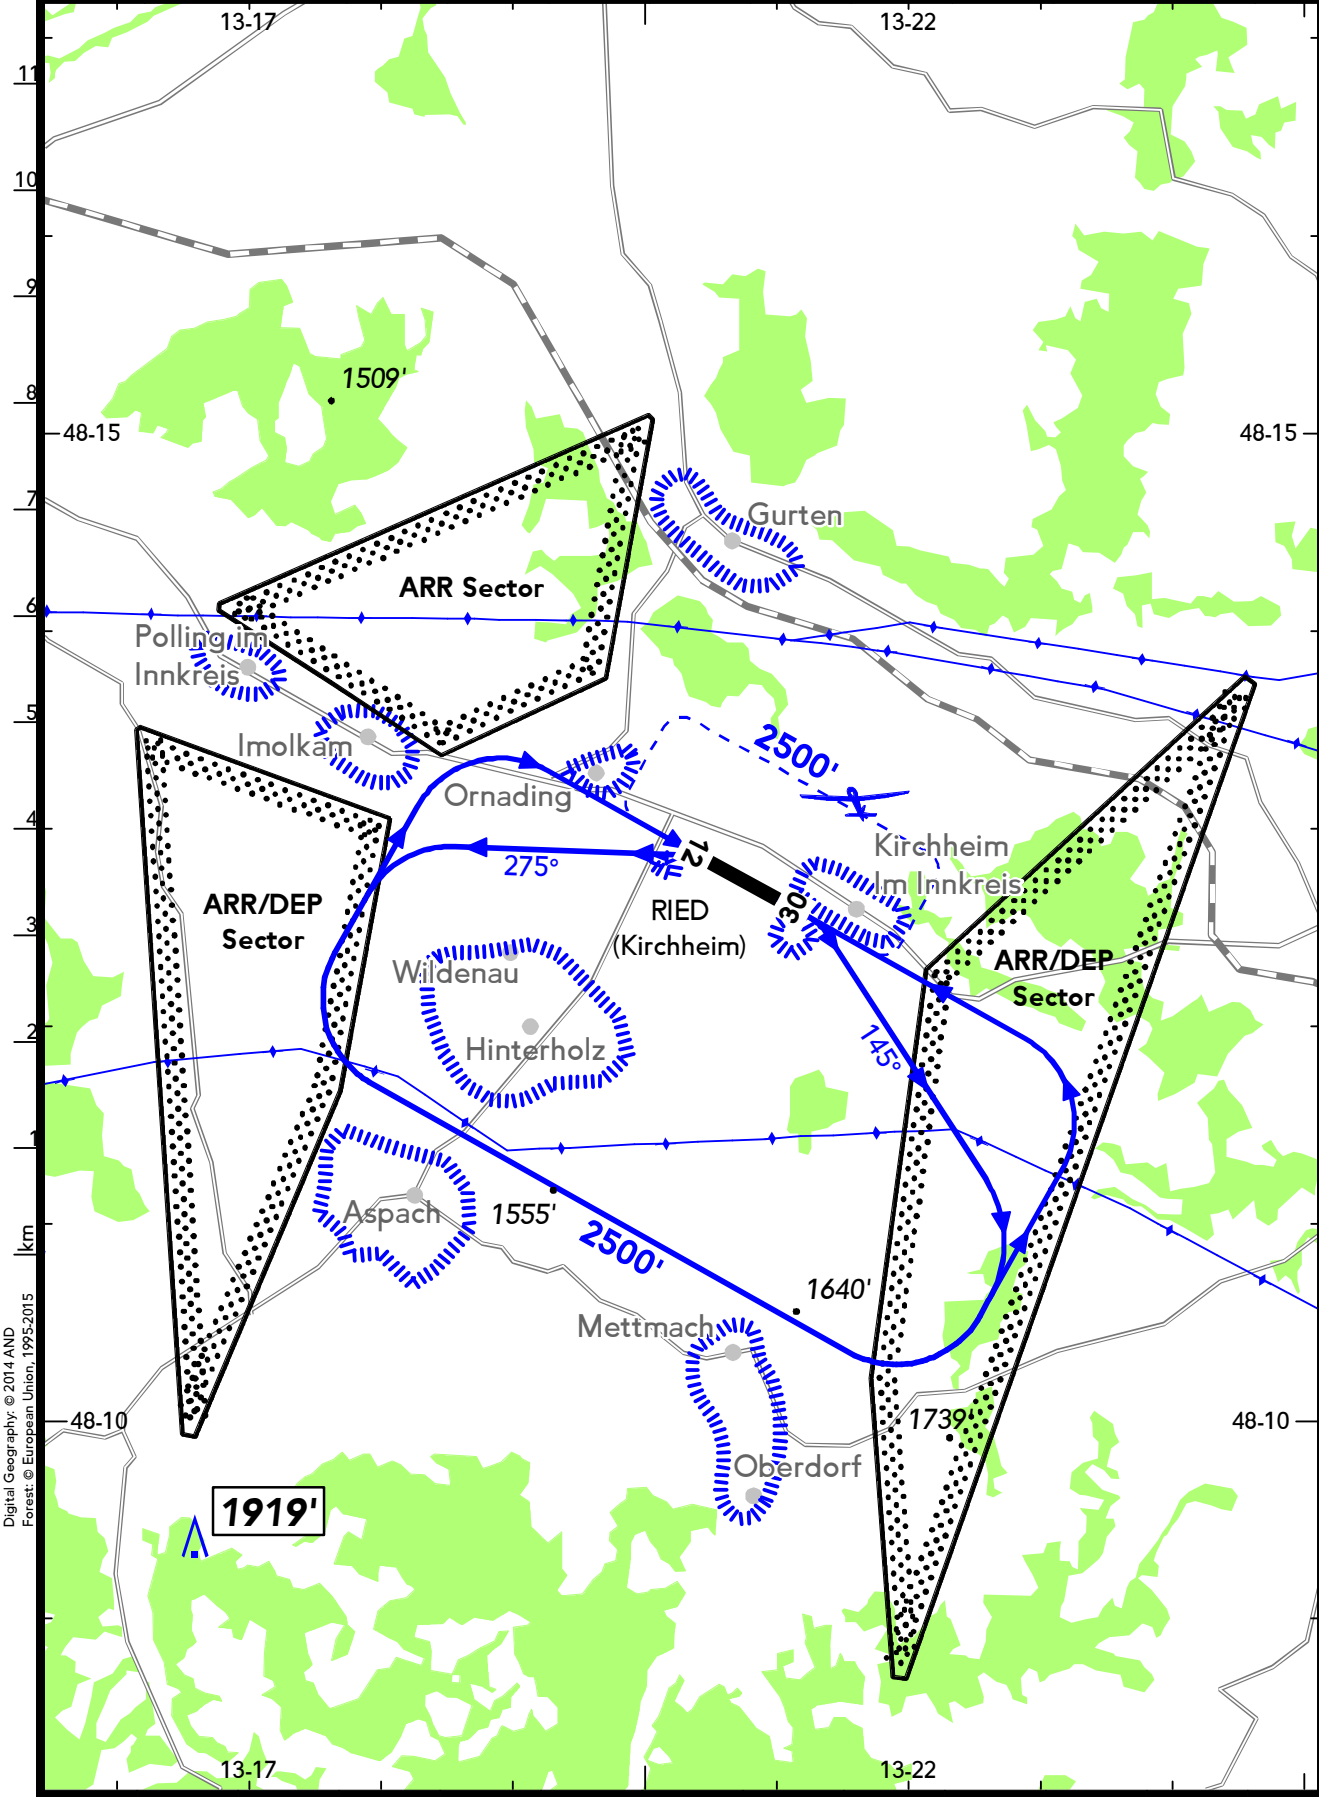 13-17
13-22
11
10
9
8
1509'
48-15
48-15
7
Gurten
ARR Sector
6
Polling im
Innkreis
5
Imolkam
2500'
Ornading
4
12
Kirchheim
Im Innkreis
275°
ARR/DEP
Sector
30
RIED
(Kirchheim)
3
ARR/DEP
Sector
Wildenau
2
Hinterholz
145°
1
Aspach
1555'
2500'
km
1640'
Mettmach
48-10
1739'
48-10
Oberdorf
1919'
Digital Geography: © 2014 AND
Forest: © European Union, 1995-2015
13-17
13-22